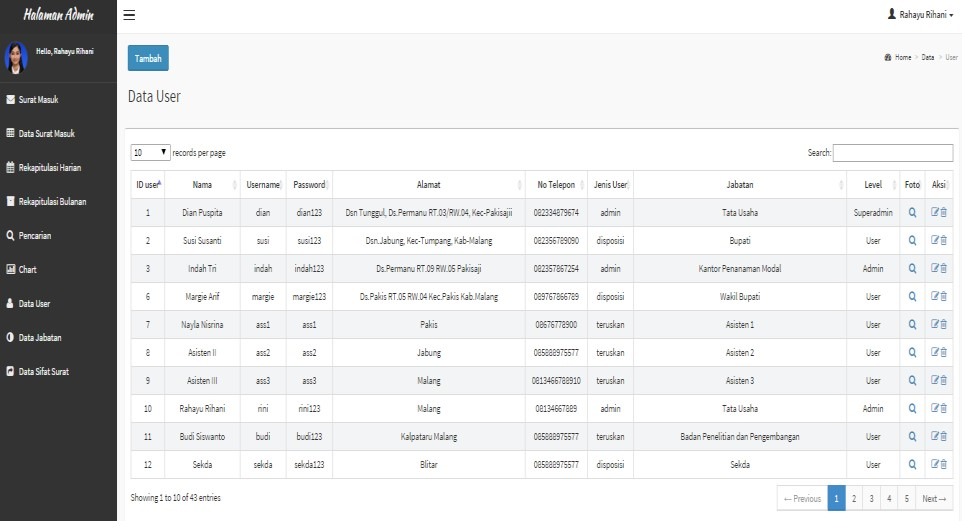 Halaman Admin
Rahayu Rihani
Hello, Rahayu Rihani
Surat Masuk
Data Surat Masuk
Rekapitulasi Harian
Rekapitulasi Bulanan
Pencarian
Chart
Data User
Data Jabatan
Data Sifat Surat
Tambah
Home > Data > User
Data User
10 records per page
Search:
ID user Nama Username Password Alamat No Telepon Jenis User Jabatan Level Foto Aksi
1 Dian Puspita dian dian123 Dsn Tunggul, Ds.Permanu RT.03/RW.04, Kec-Pakisajii 082334879674 admin Tata Usaha Superadmin
2 Susi Susanti susi susi123 Dsn.Jabung, Kec-Tumpang, Kab-Malang 082356789090 disposisi Bupati User
3 Indah Tri indah indah123 Ds.Permanu RT.09 RW.05 Pakisaji 082357867254 admin Kantor Penanaman Modal Admin
6 Margie Arif margie margie123 Ds.Pakis RT.05 RW.04 Kec.Pakis Kab.Malang 089767866789 disposisi Wakil Bupati User
7 Nayla Nisrina ass1 ass1 Pakis 08676778900 teruskan Asisten 1 User
8 Asisten II ass2 ass2 Jabung 085888975577 teruskan Asisten 2 User
9 Asisten III ass3 ass3 Malang 0813466788910 teruskan Asisten 3 User
10 Rahayu Rihani rini rini123 Malang 08134667889 admin Tata Usaha Admin
11 Budi Siswanto budi budi123 Kalpataru Malang 085888975577 teruskan Badan Penelitian dan Pengembangan User
12 Sekda sekda sekda123 Blitar 085888975577 disposisi Sekda User
Showing 1 to 10 of 43 entries
← Previous 1 2 3 4 5 Next →